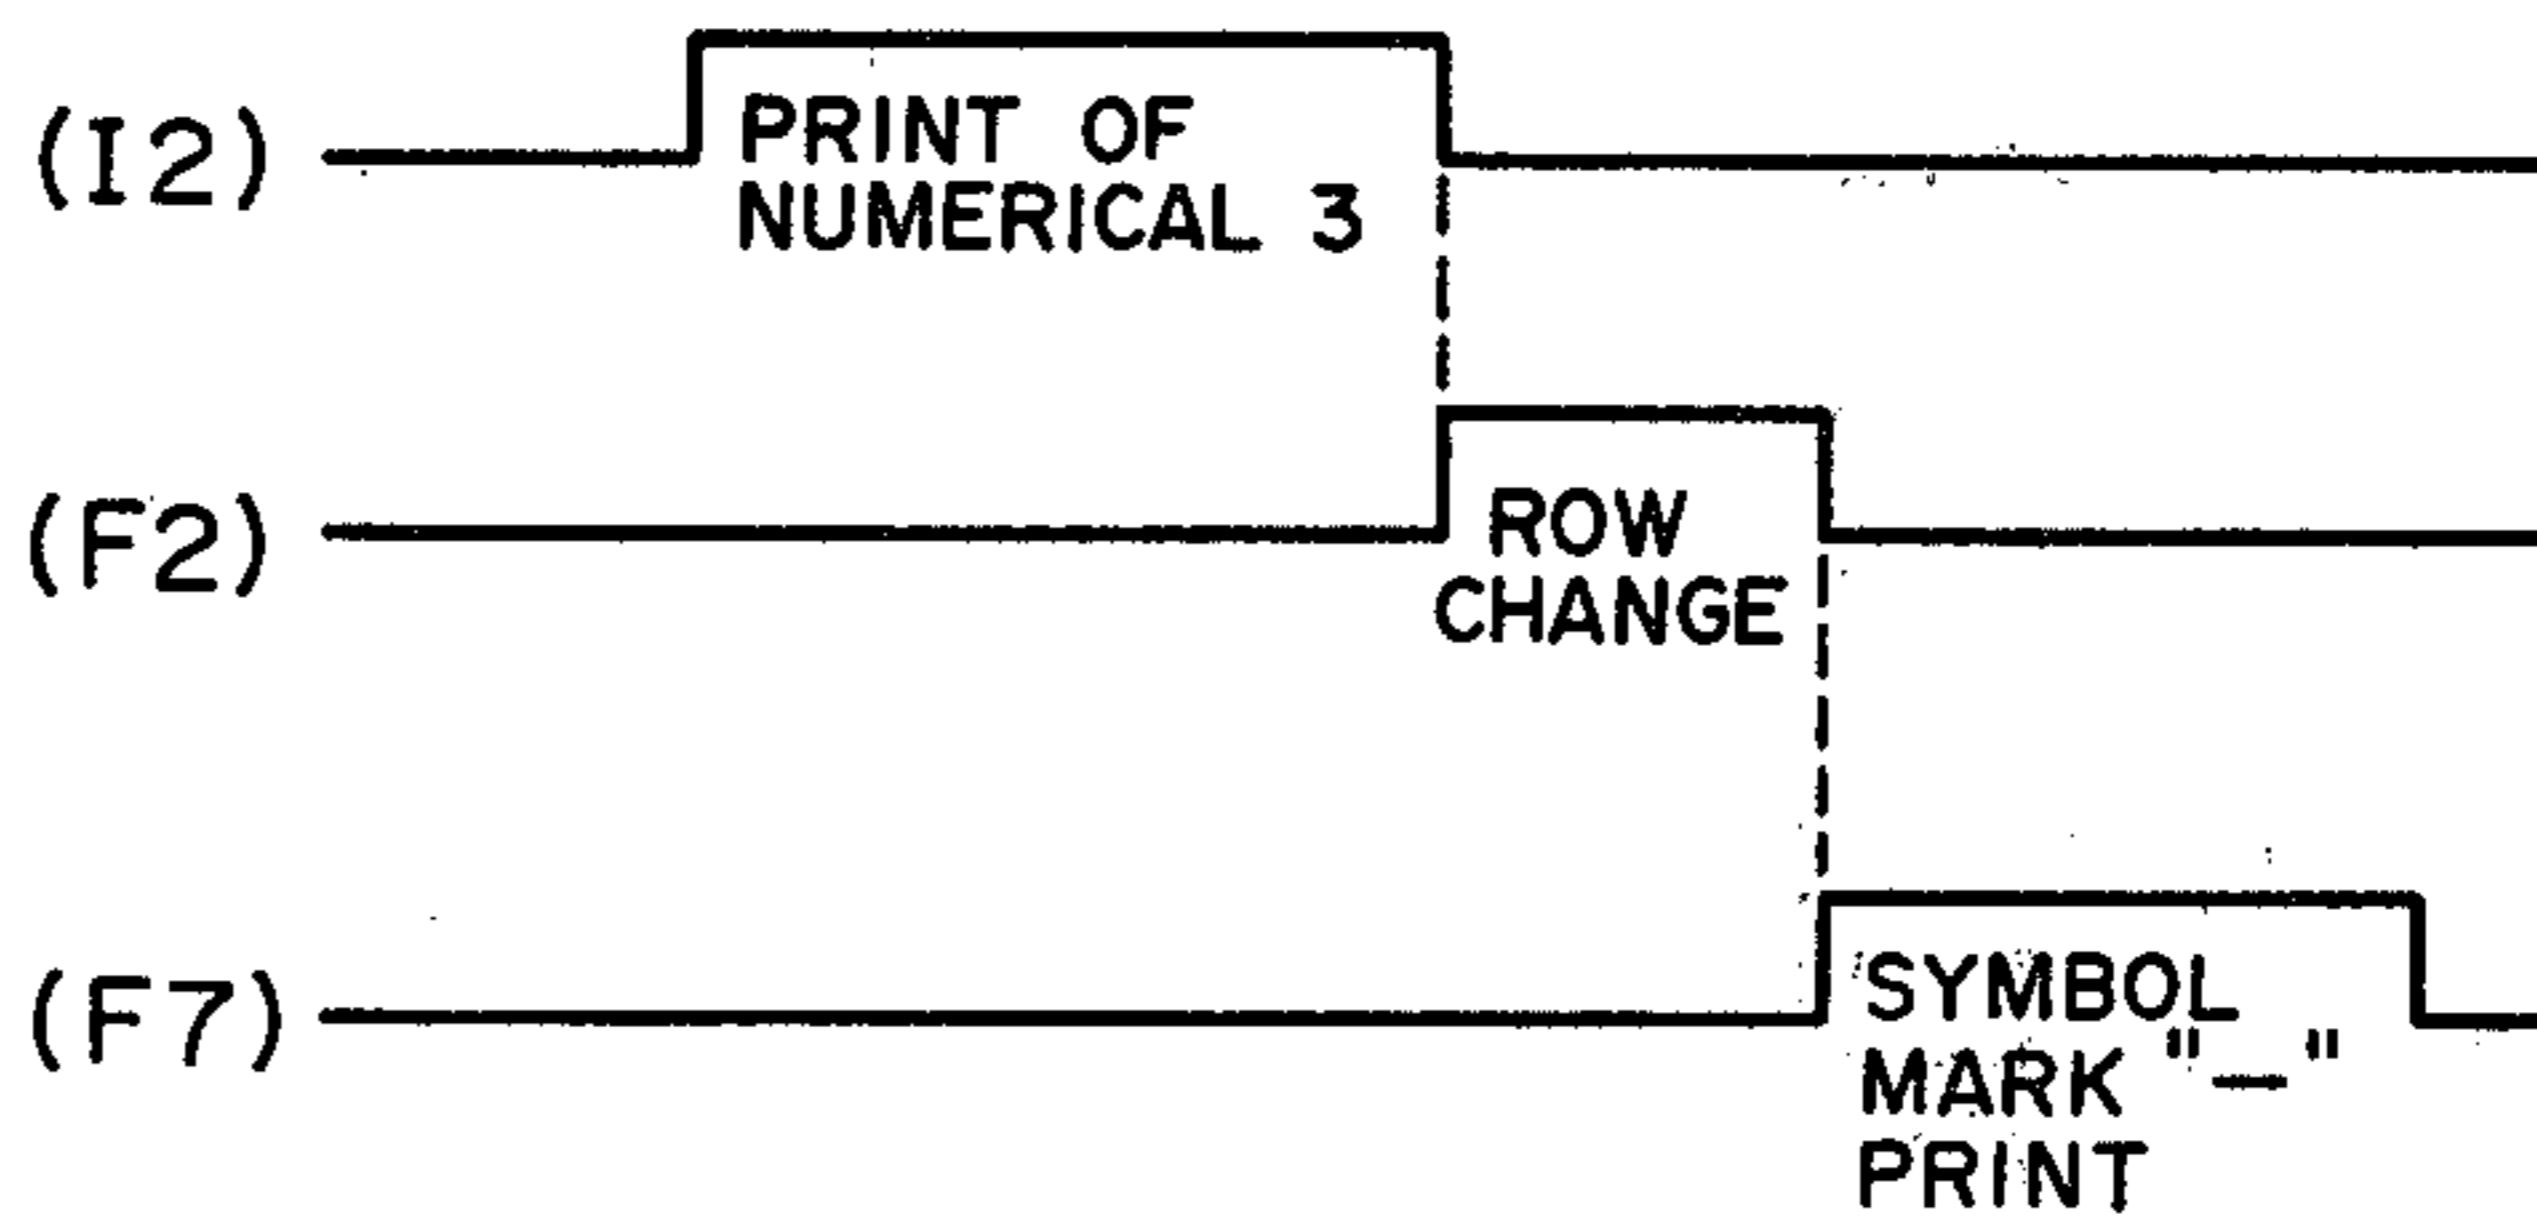 (I2)
PRINT OF
NUMERICAL 3
(F2)
ROW
CHANGE
(F7)
SYMBOL
MARK "—"
PRINT